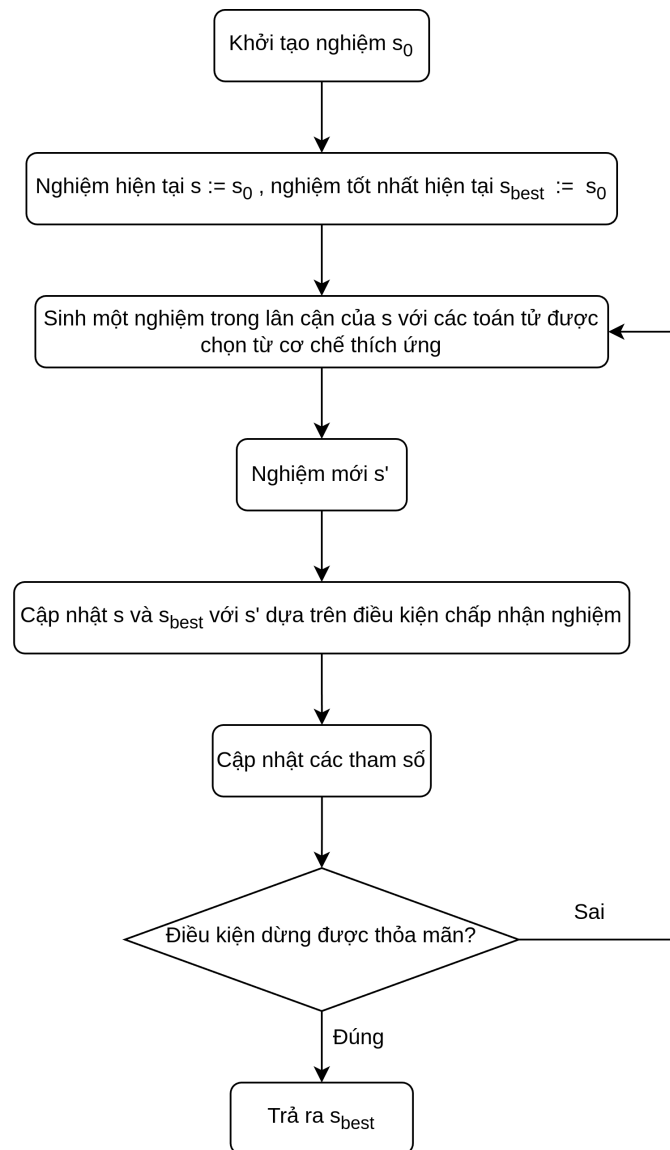 Khởi tạo nghiệm s0
Nghiệm hiện tại s := s0 , nghiệm tốt nhất hiện tại sbest := s0
Sinh một nghiệm trong lân cận của s với các toán tử được
chọn từ cơ chế thích ứng
Nghiệm mới s'
Cập nhật s và sbest với s' dựa trên điều kiện chấp nhận nghiệm
Cập nhật các tham số
Điều kiện dừng được thỏa mãn?
Sai
Đúng
Trả ra sbest